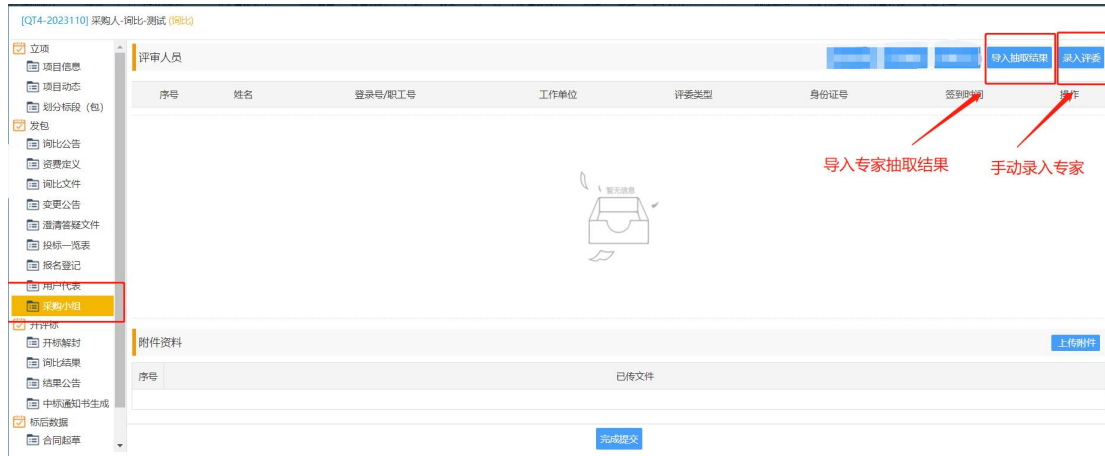 [QT4-2023110] 采购人-询比-测试 (询比)
立项
项目信息
项目动态
划分标段（包）
发包
询比公告
资费定义
询比文件
变更公告
澄清答疑文件
投标一览表
报名登记
用户代表
采购小组
开评标
开标解封
询比结果
结果公告
中标通知书生成
标后数据
合同起草
评审人员
导入抽取结果 录入评委
序号 姓名 登录号/职工号 工作单位 评委类型 身份证号 签到时间 操作
导入专家抽取结果 手动录入专家
暂无信息
附件资料 上传附件
序号 已传文件
完成提交